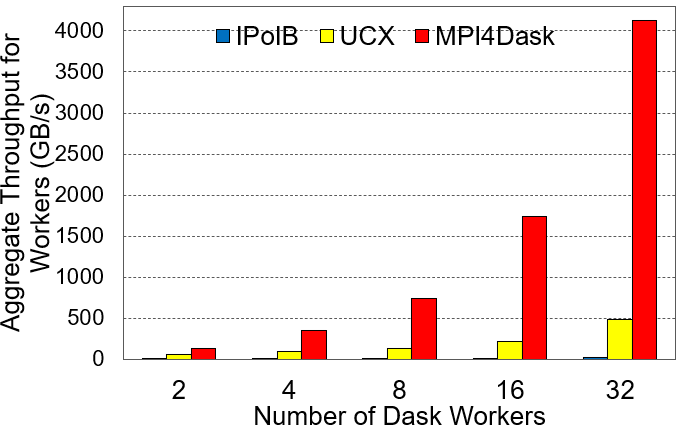 IPoIB UCX MPI4Dask
Aggregate Throughput for
Workers (GB/s)
4000
3500
3000
2500
2000
1500
1000
500
0
2 4 8 16 32
Number of Dask Workers